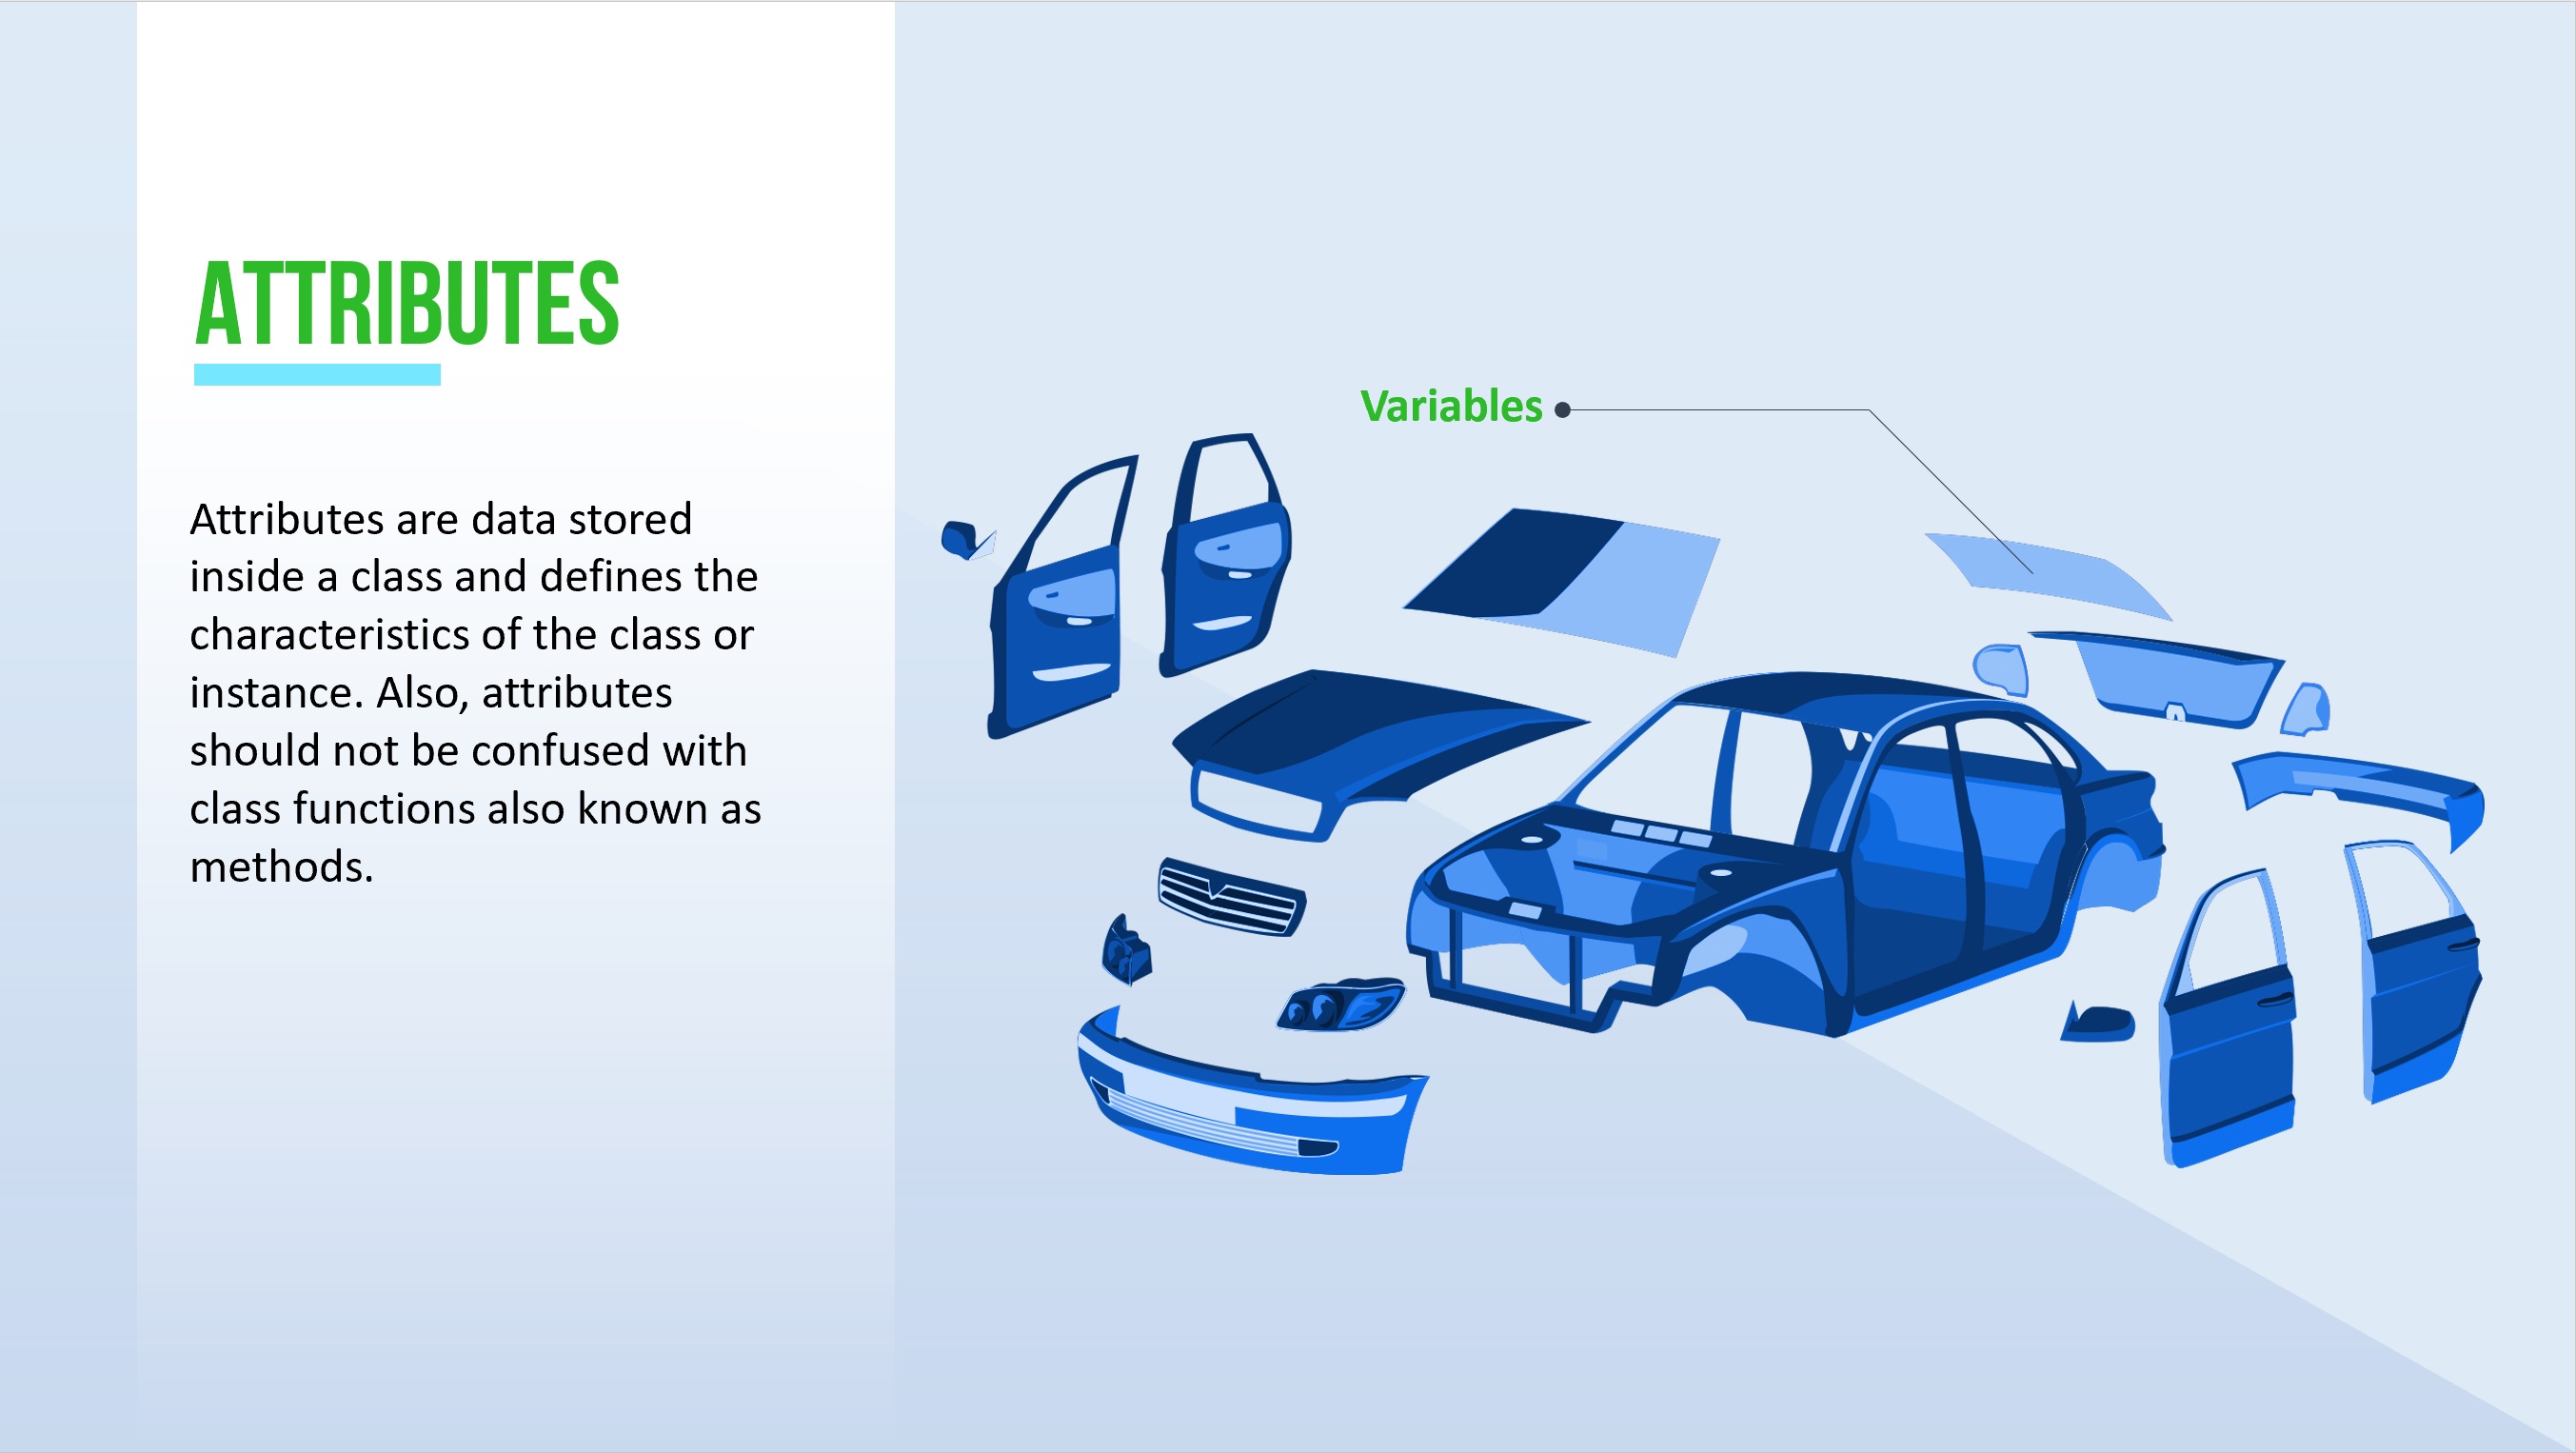 ATTRIBUTES
Variables
Attributes are data stored
inside a class and defines the
characteristics of the class or
instance. Also, attributes
should not be confused with
class functions also known as
methods.